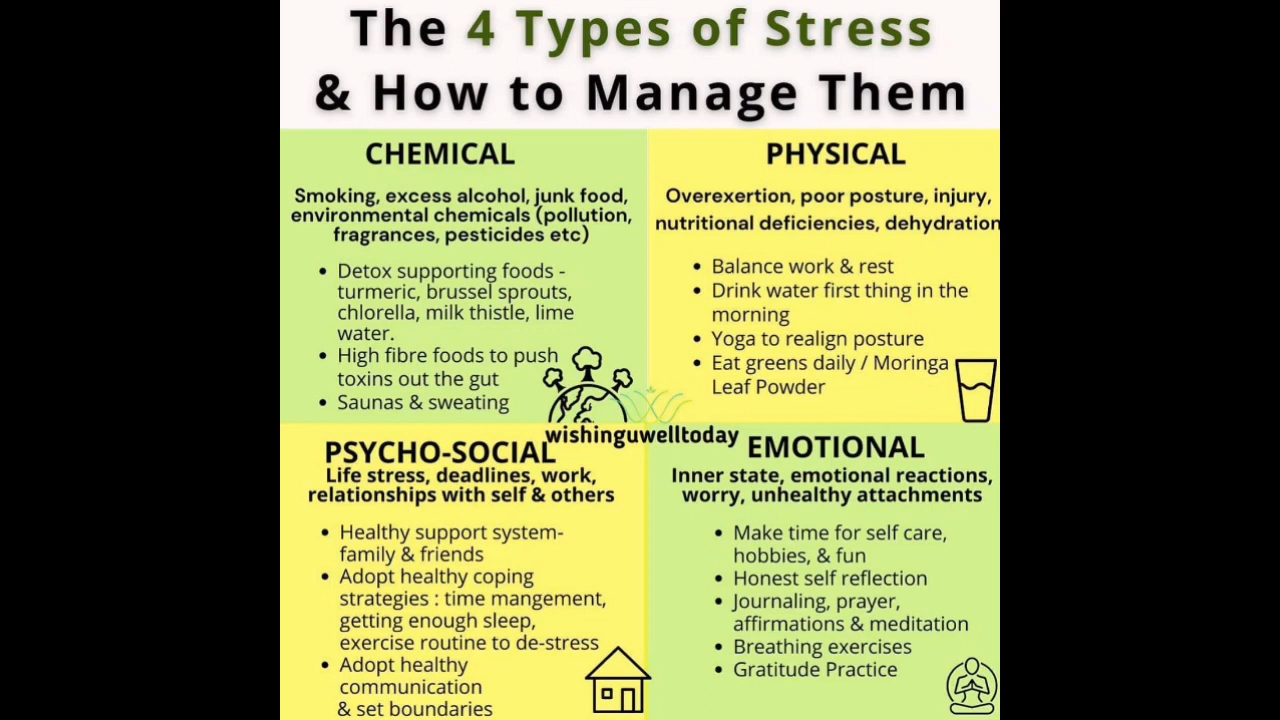 The 4 Types of Stress
& How to Manage Them
CHEMICAL
Smoking, excess alcohol, junk food,
environmental chemicals (pollution,
fragrances, pesticides etc)
• Detox supporting foods -
turmeric, brussel sprouts,
chlorella, milk thistle, lime
water.
• High fibre foods to push
toxins out the gut
• Saunas & sweating
PHYSICAL
Overexertion, poor posture, injury,
nutritional deficiencies, dehydration
• Balance work & rest
• Drink water first thing in the
morning
• Yoga to realign posture
• Eat greens daily / Moringa
Leaf Powder
wishinguwelltoday
PSYCHO-SOCIAL
Life stress, deadlines, work,
relationships with self & others
• Healthy support system-
family & friends
• Adopt healthy coping
strategies : time mangement,
getting enough sleep,
exercise routine to de-stress
• Adopt healthy
communication
& set boundaries
EMOTIONAL
Inner state, emotional reactions,
worry, unhealthy attachments
• Make time for self care,
hobbies, & fun
• Honest self reflection
• Journaling, prayer,
affirmations & meditation
• Breathing exercises
• Gratitude Practice